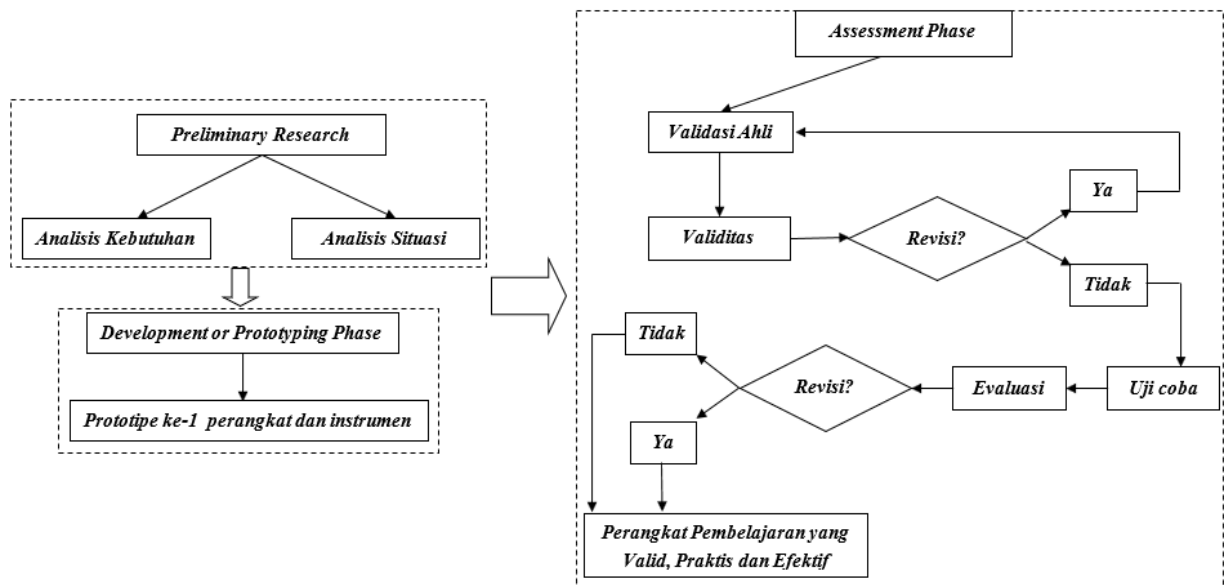 Preliminary Research
Analisis Kebutuhan
Analisis Situasi
Development or Prototyping Phase
Prototipe ke-1 perangkat dan instrumen
Assessment Phase
Validasi Ahli
Validitas
Revisi?
Ya
Tidak
Uji coba
Evaluasi
Revisi?
Tidak
Ya
Perangkat Pembelajaran yang
Valid, Praktis dan Efektif